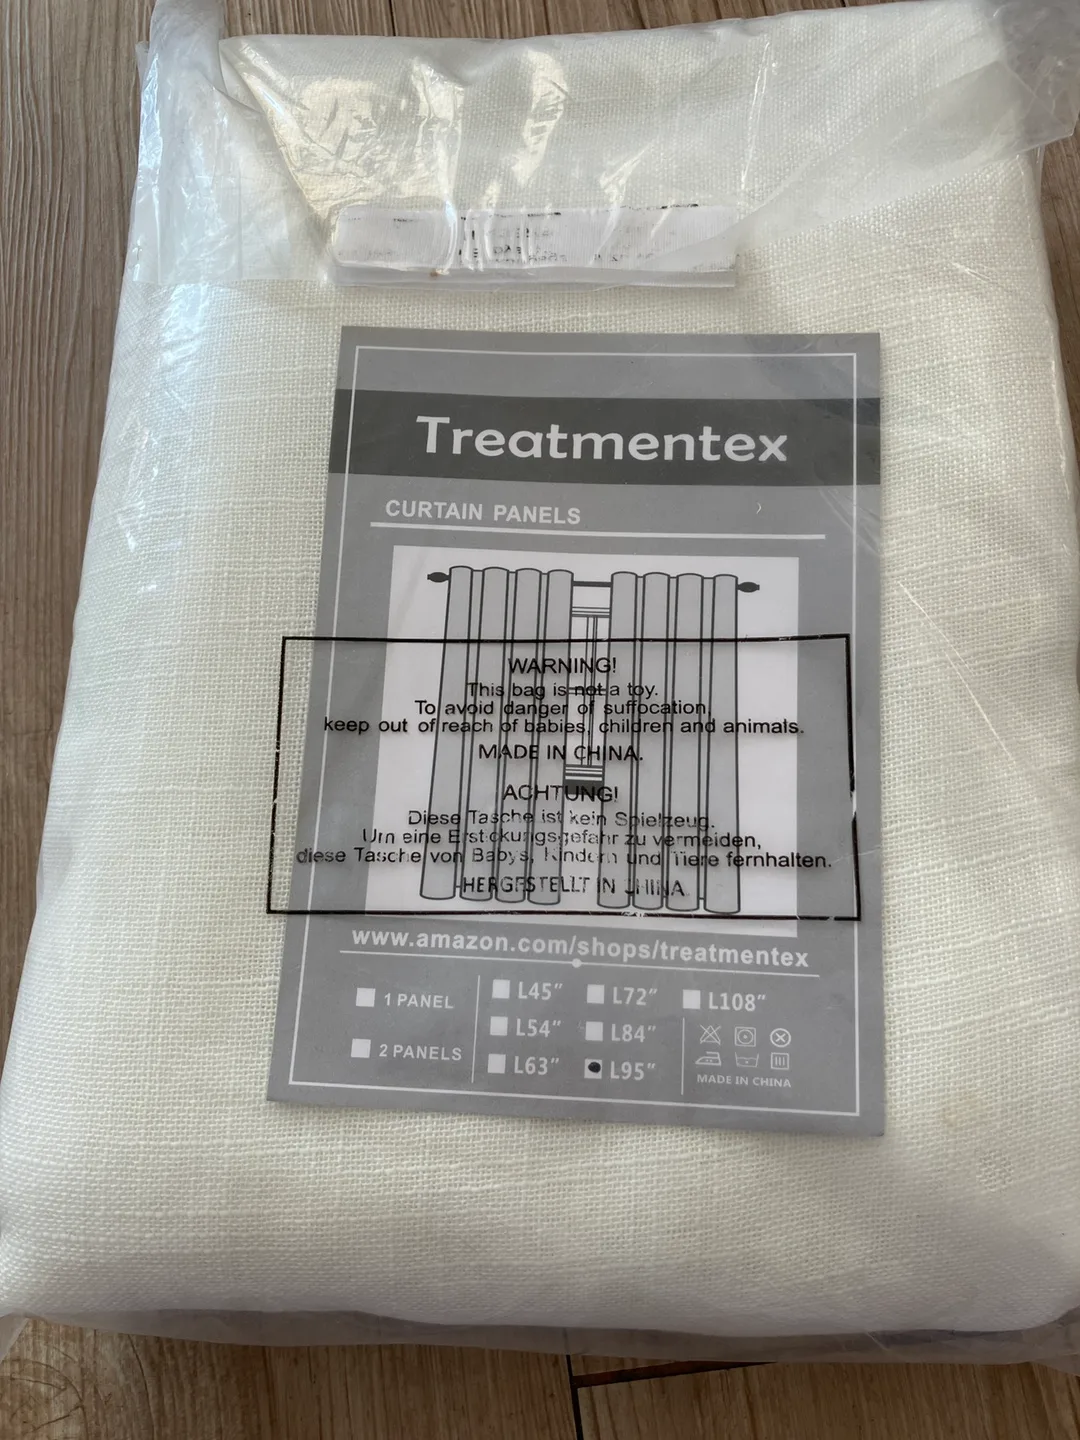 Treatmentex
CURTAIN PANELS
WARNING!
This bag is not a toy.
To avoid danger of suffocation,
keep out of reach of babies, children and animals.
MADE IN CHINA.
ACHTUNG!
Diese Tasche ist kein Spielzeug.
Um eine Erstickungsgefahr zu vermeiden,
diese Tasche von Babys, Kindern und Tiere fernhalten.
HERGESTELLT IN CHINA
www.amazon.com/shops/treatmentex
1 PANEL
2 PANELS
L45"
L54"
L63"
L72"
L84"
L95"
L108"
MADE IN CHINA